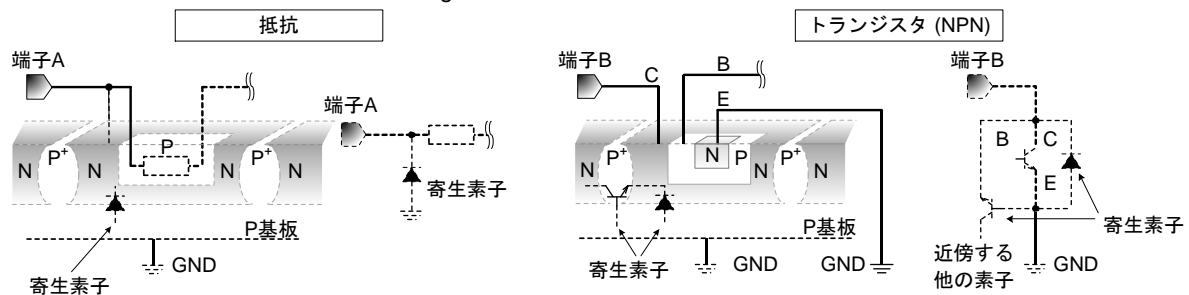 g
抵抗
トランジスタ (NPN)
端子A
端子A
N
P+
N
P
N
P+
N
寄生素子
P基板
寄生素子
GND
端子B
C
B
E
N
P+
N
N
P
N
P+
N
P基板
寄生素子
GND
GND
端子B
B
C
E
寄生素子
近傍する
他の素子
GND